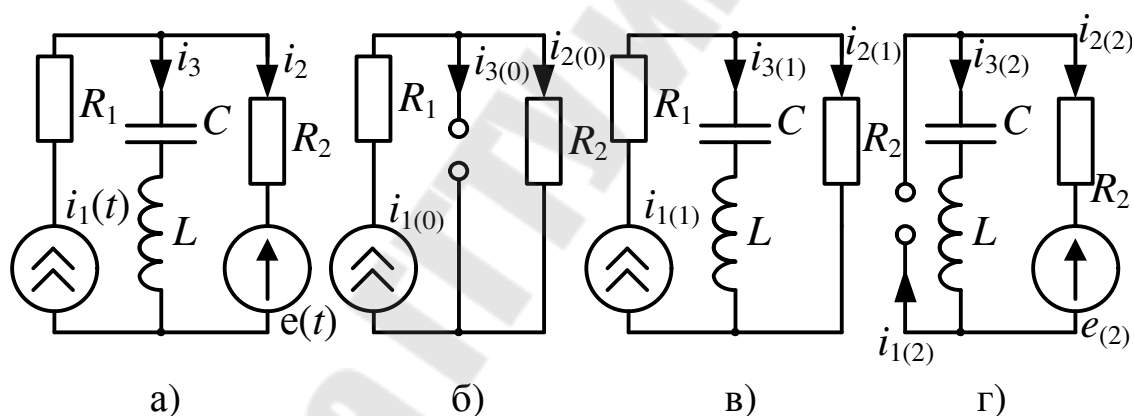 i₃ i₂ i₃₍₀₎ i₂₍₀₎ i₃₍₁₎ i₂₍₁₎ i₃₍₂₎ i₂₍₂₎
R₁ C R₂ R₁ R₂ R₁ C R₂ C R₂
i₁(t) L i₁₍₀₎ i₁₍₁₎ L L
e(t) i₁₍₂₎ e₍₂₎
а) б) в) г)